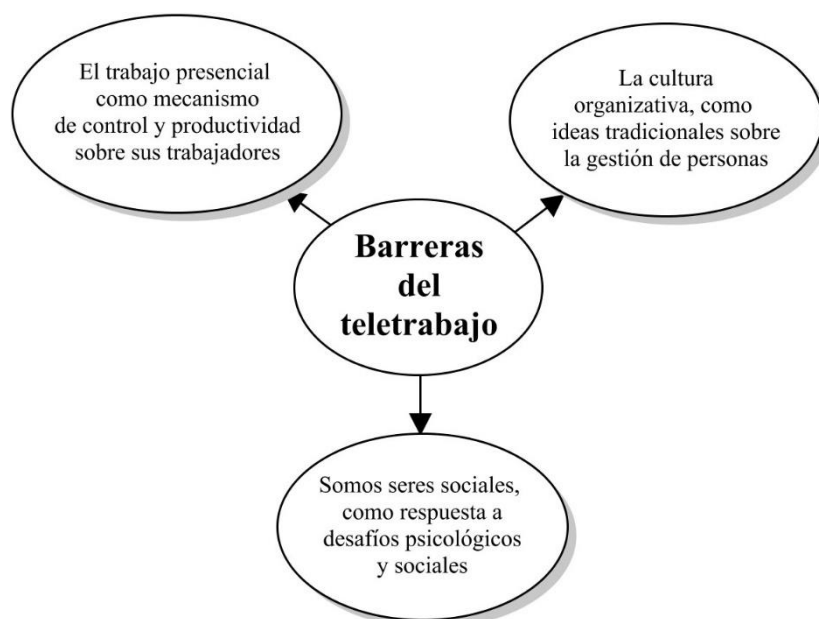 El trabajo presencial
como mecanismo
de control y productividad
sobre sus trabajadores
La cultura
organizativa, como
ideas tradicionales sobre
la gestión de personas
Barreras
del
teletrabajo
Somos seres sociales,
como respuesta a
desafíos psicológicos
y sociales